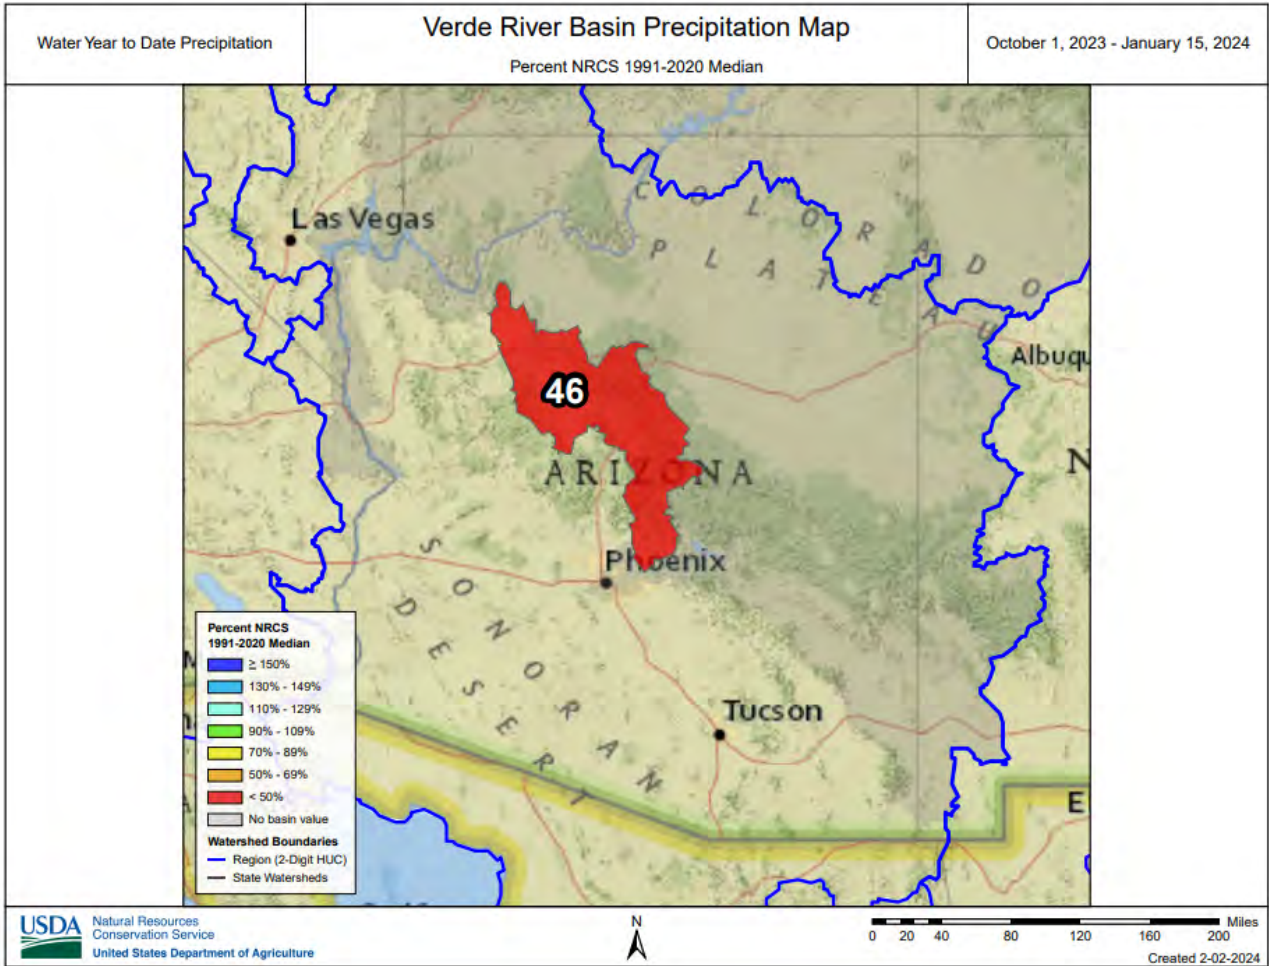 Water Year to Date Precipitation
Verde River Basin Precipitation Map
Percent NRCS 1991-2020 Median
October 1, 2023 - January 15, 2024
Las Vegas
COLORADO
PLATEAU
Albuqu
46
ARIZONA
N
Phoenix
SONORAN
DESERT
Tucson
E
Percent NRCS
1991-2020 Median
≥ 150%
130% - 149%
110% - 129%
90% - 109%
70% - 89%
50% - 69%
< 50%
No basin value
Watershed Boundaries
Region (2-Digit HUC)
State Watersheds
USDA
Natural Resources
Conservation Service
United States Department of Agriculture
N
0 20 40 80 120 160 200 Miles
Created 2-02-2024